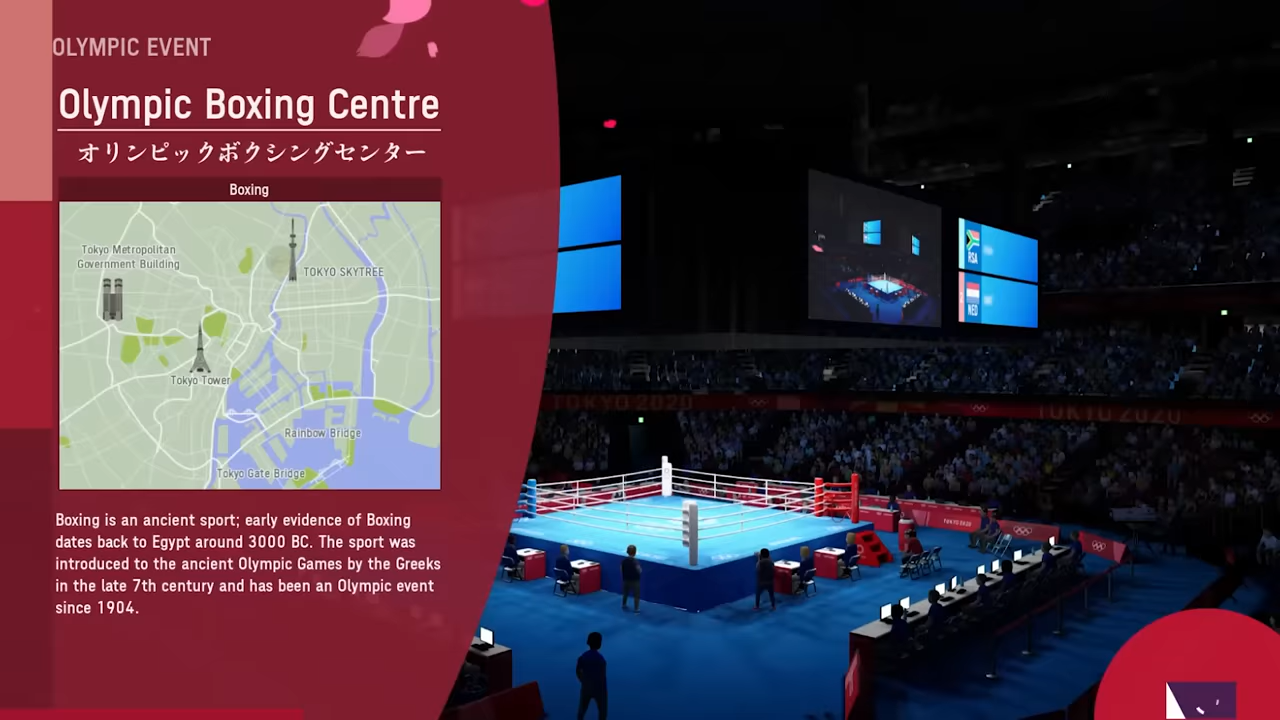 OLYMPIC EVENT
Olympic Boxing Centre
オリンピックボクシングセンター
Boxing
Tokyo Metropolitan
Government Building
TOKYO SKYTREE
Tokyo Tower
Rainbow Bridge
Tokyo Gate Bridge
Boxing is an ancient sport; early evidence of Boxing
dates back to Egypt around 3000 BC. The sport was
introduced to the ancient Olympic Games by the Greeks
in the late 7th century and has been an Olympic event
since 1904.
RSA
NED
TOKYO 2020
TOKYO 2020
TOKYO 2020